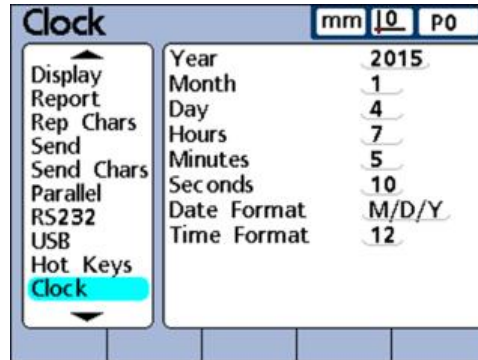 Clock mm 0 P0
Display
Report
Rep Chars
Send
Send Chars
Parallel
RS232
USB
Hot Keys
Clock
Year 2015
Month 1
Day 4
Hours 7
Minutes 5
Seconds 10
Date Format M/D/Y
Time Format 12